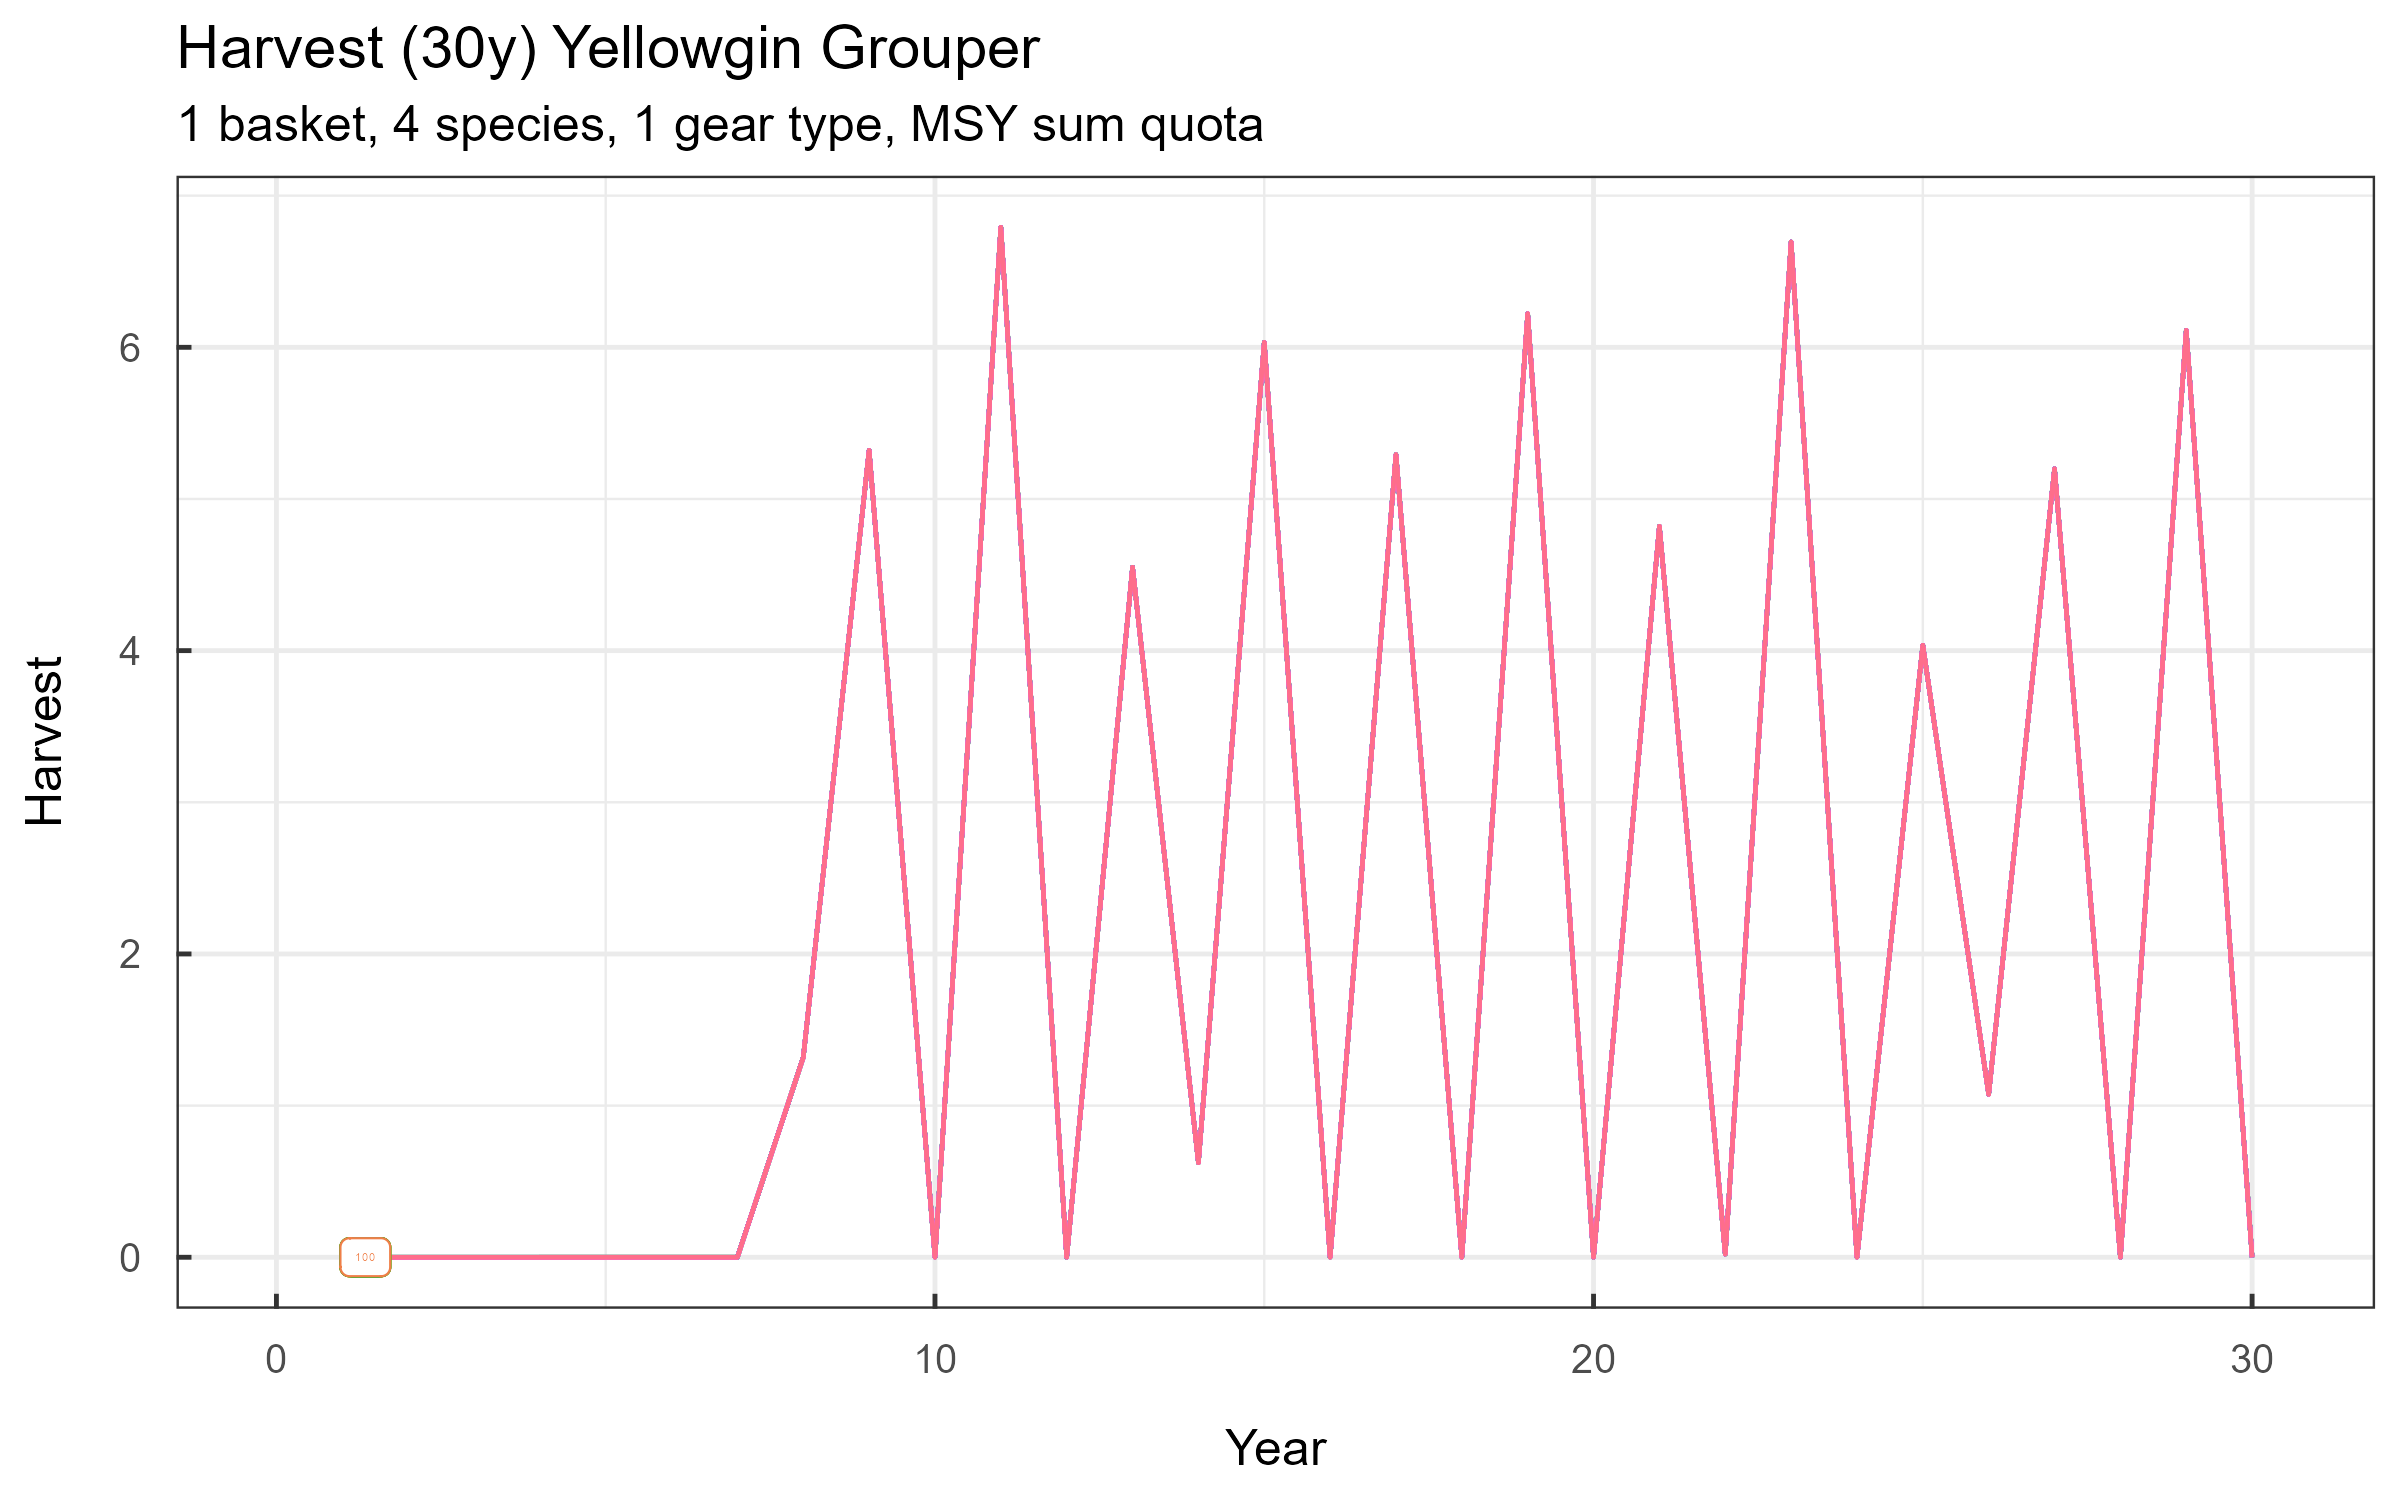 Harvest (30y) Yellowgin Grouper
1 basket, 4 species, 1 gear type, MSY sum quota
Harvest
6
4
2
0
100
0 10 20 30
Year